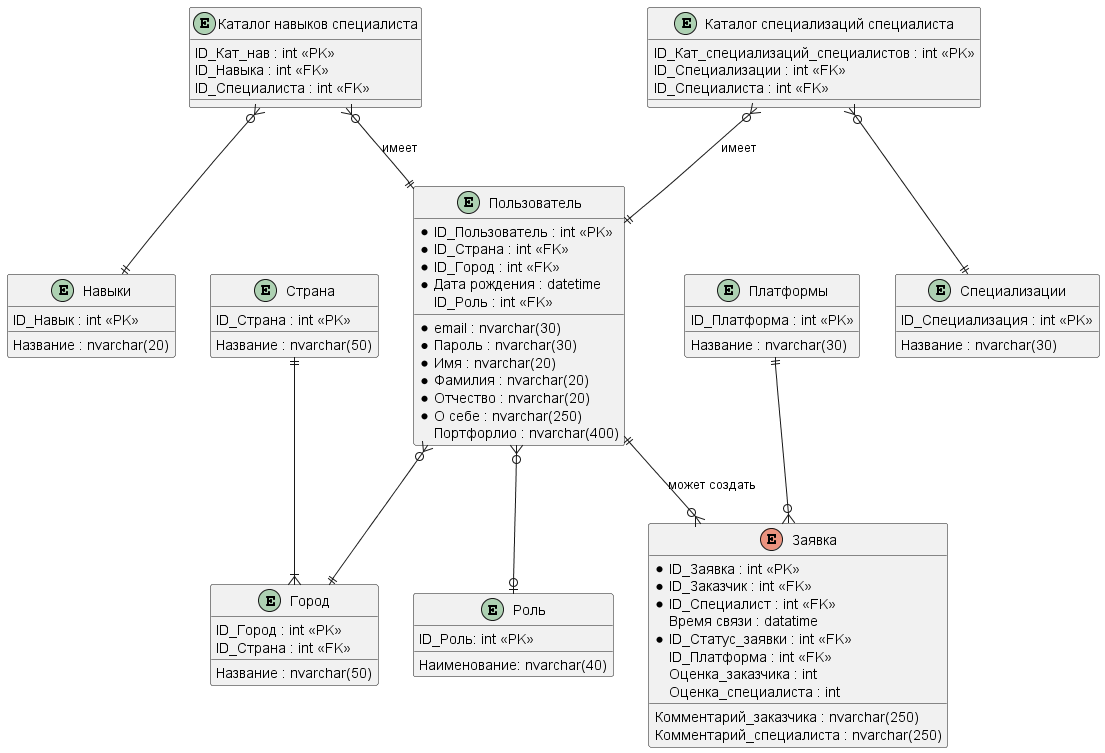 E Каталог навыков специалиста
ID_Кат_нав : int «PK»
ID_Навыка : int «FK»
ID_Специалиста : int «FK»
E Каталог специализаций специалиста
ID_Кат_специализаций_специалистов : int «PK»
ID_Специализации : int «FK»
ID_Специалиста : int «FK»
имеет
имеет
E Пользователь
* ID_Пользователь : int «PK»
* ID_Страна : int «FK»
* ID_Город : int «FK»
* Дата рождения : datetime
ID_Роль : int «FK»
* email : nvarchar(30)
* Пароль : nvarchar(30)
* Имя : nvarchar(20)
* Фамилия : nvarchar(20)
* Отчество : nvarchar(20)
* О себе : nvarchar(250)
Портфорлио : nvarchar(400)
E Навыки
ID_Навык : int «PK»
Название : nvarchar(20)
E Страна
ID_Страна : int «PK»
Название : nvarchar(50)
E Платформы
ID_Платформа : int «PK»
Название : nvarchar(30)
E Специализации
ID_Специализация : int «PK»
Название : nvarchar(30)
может создать
E Город
ID_Город : int «PK»
ID_Страна : int «FK»
Название : nvarchar(50)
E Роль
ID_Роль: int «PK»
Наименование: nvarchar(40)
E Заявка
* ID_Заявка : int «PK»
* ID_Заказчик : int «FK»
* ID_Специалист : int «FK»
Время связи : datatime
* ID_Статус_заявки : int «FK»
ID_Платформа : int «FK»
Оценка_заказчика : int
Оценка_специалиста : int
Комментарий_заказчика : nvarchar(250)
Комментарий_специалиста : nvarchar(250)